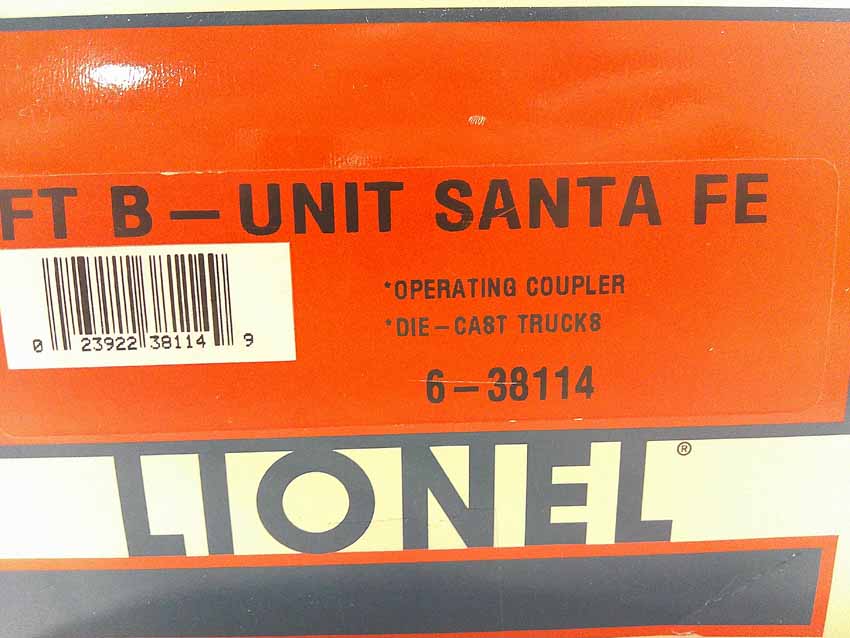 FT B-UNIT SANTA FE
*OPERATING COUPLER
*DIE-CAST TRUCKS
0 23922 38114 9
6-38114
LIONEL®